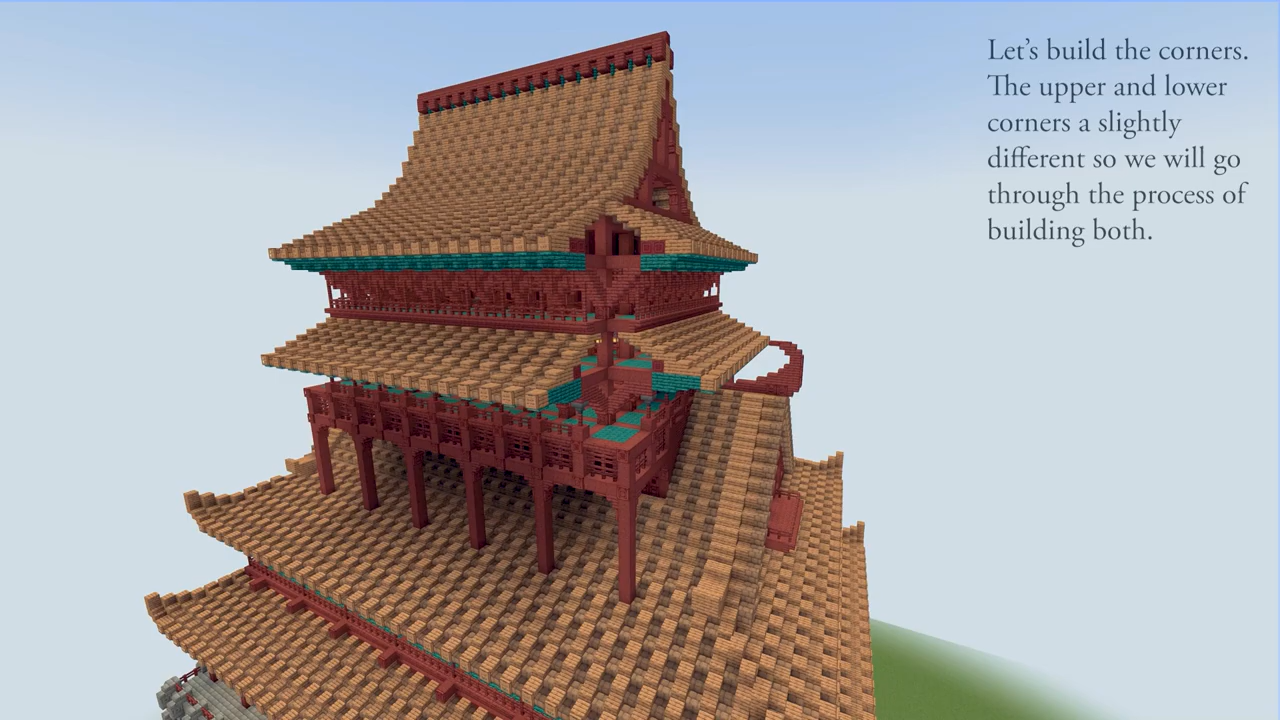 Let's build the corners.
The upper and lower
corners a slightly
different so we will go
through the process of
building both.